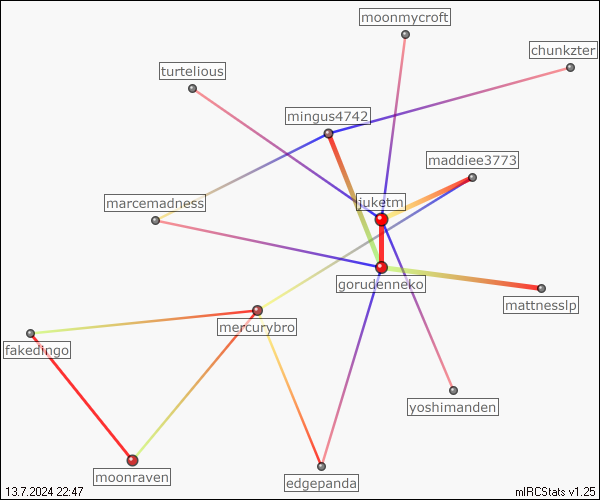 moonmycroft
chunkzter
turtelious
mingus4742
maddiee3773
marcemadness
juketm
gorudenneko
mattnesslp
mercurybro
fakedingo
yoshimanden
moonraven
edgepanda
13.7.2024 22:47
mIRCStats v1.25